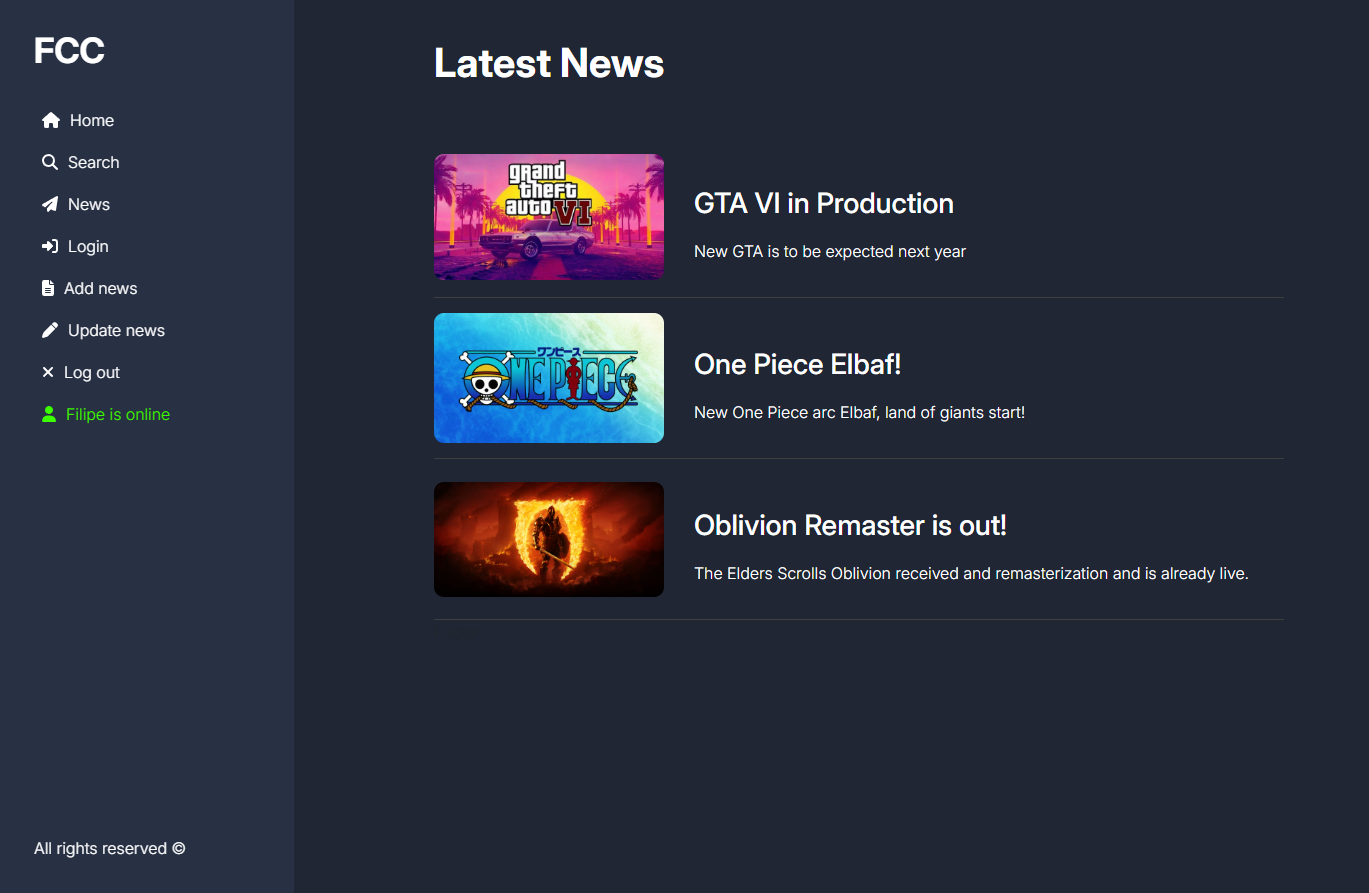 FCC
Home
Search
News
Login
Add news
Update news
Log out
Filipe is online
All rights reserved ©
Latest News
grand
theft
auto VI
GTA VI in Production
New GTA is to be expected next year
ワンピース
ONE PIECE
One Piece Elbaf!
New One Piece arc Elbaf, land of giants start!
Oblivion Remaster is out!
The Elders Scrolls Oblivion received and remasterization and is already live.